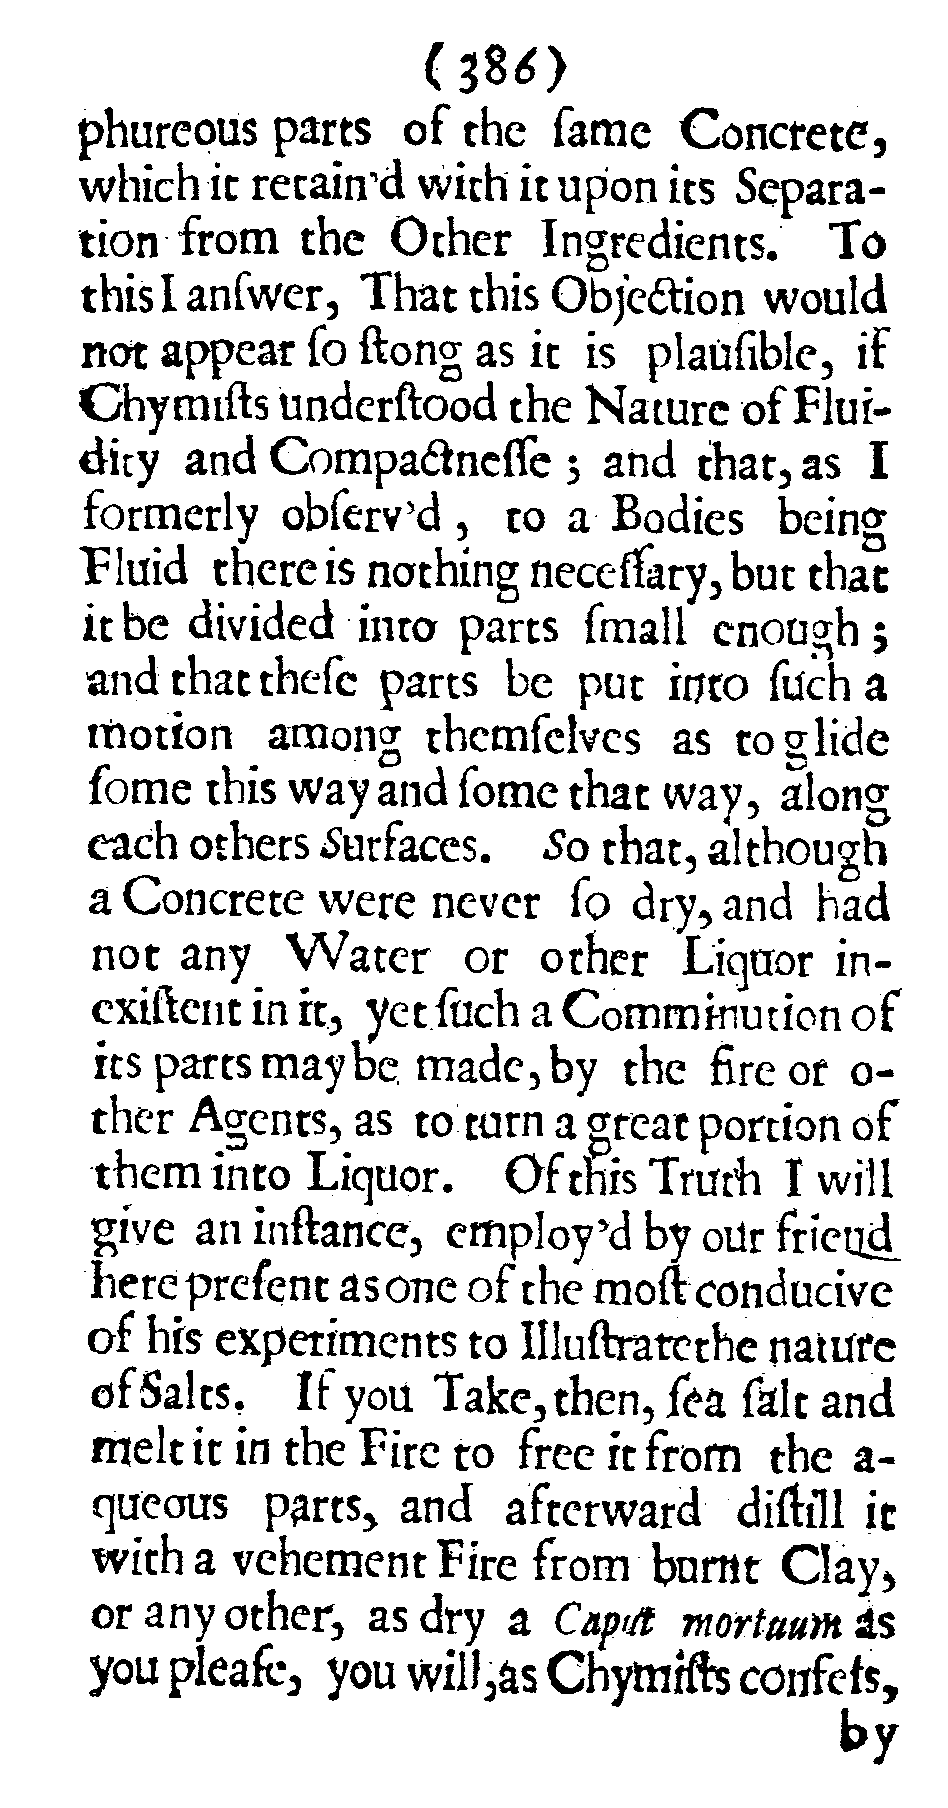 (386)
phureous parts of the ſame Concrete,
which it retain'd with it upon its Separa-
tion from the Other Ingredients. To
this I anſwer, That this Objection would
not appear ſo ſtong as it is plauſible, if
Chymiſts underſtood the Nature of Flui-
dity and Compactneſſe ; and that, as I
formerly obſerv'd , to a Bodies being
Fluid there is nothing neceſſary, but that
it be divided into parts ſmall enough ;
and that theſe parts be put into ſuch a
motion among themſelves as to glide
ſome this way and ſome that way, along
each others Surfaces. So that, although
a Concrete were never ſo dry, and had
not any Water or other Liquor in-
exiſtent in it, yet ſuch a Comminution of
its parts may be made, by the fire or o-
ther Agents, as to turn a great portion of
them into Liquor. Of this Truth I will
give an inſtance, employ'd by our friend
here preſent as one of the moſt conducive
of his experiments to Illuſtrate the nature
of Salts. If you Take, then, ſea ſalt and
melt it in the Fire to free it from the a-
queous parts, and afterward diſtill it
with a vehement Fire from burnt Clay,
or any other, as dry a Caput mortuum as
you pleaſe, you will, as Chymiſts confeſs,
by